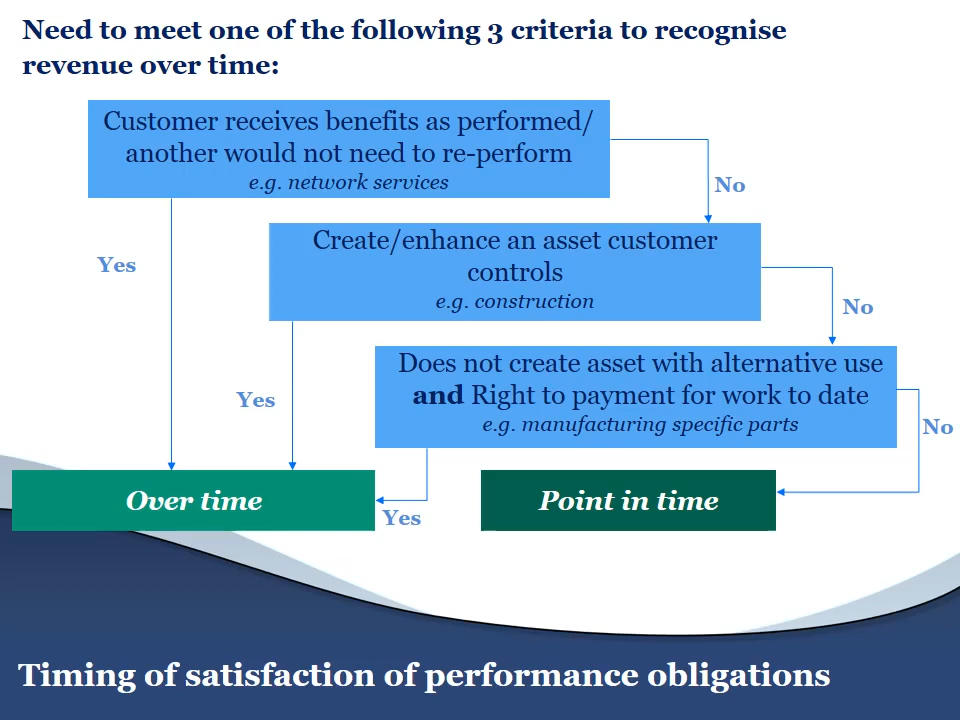 Need to meet one of the following 3 criteria to recognise
revenue over time:
Customer receives benefits as performed/
another would not need to re-perform
e.g. network services
No
Yes
Create/enhance an asset customer
controls
e.g. construction
No
Yes
Does not create asset with alternative use
and Right to payment for work to date
e.g. manufacturing specific parts
No
Yes
Over time
Point in time
Timing of satisfaction of performance obligations